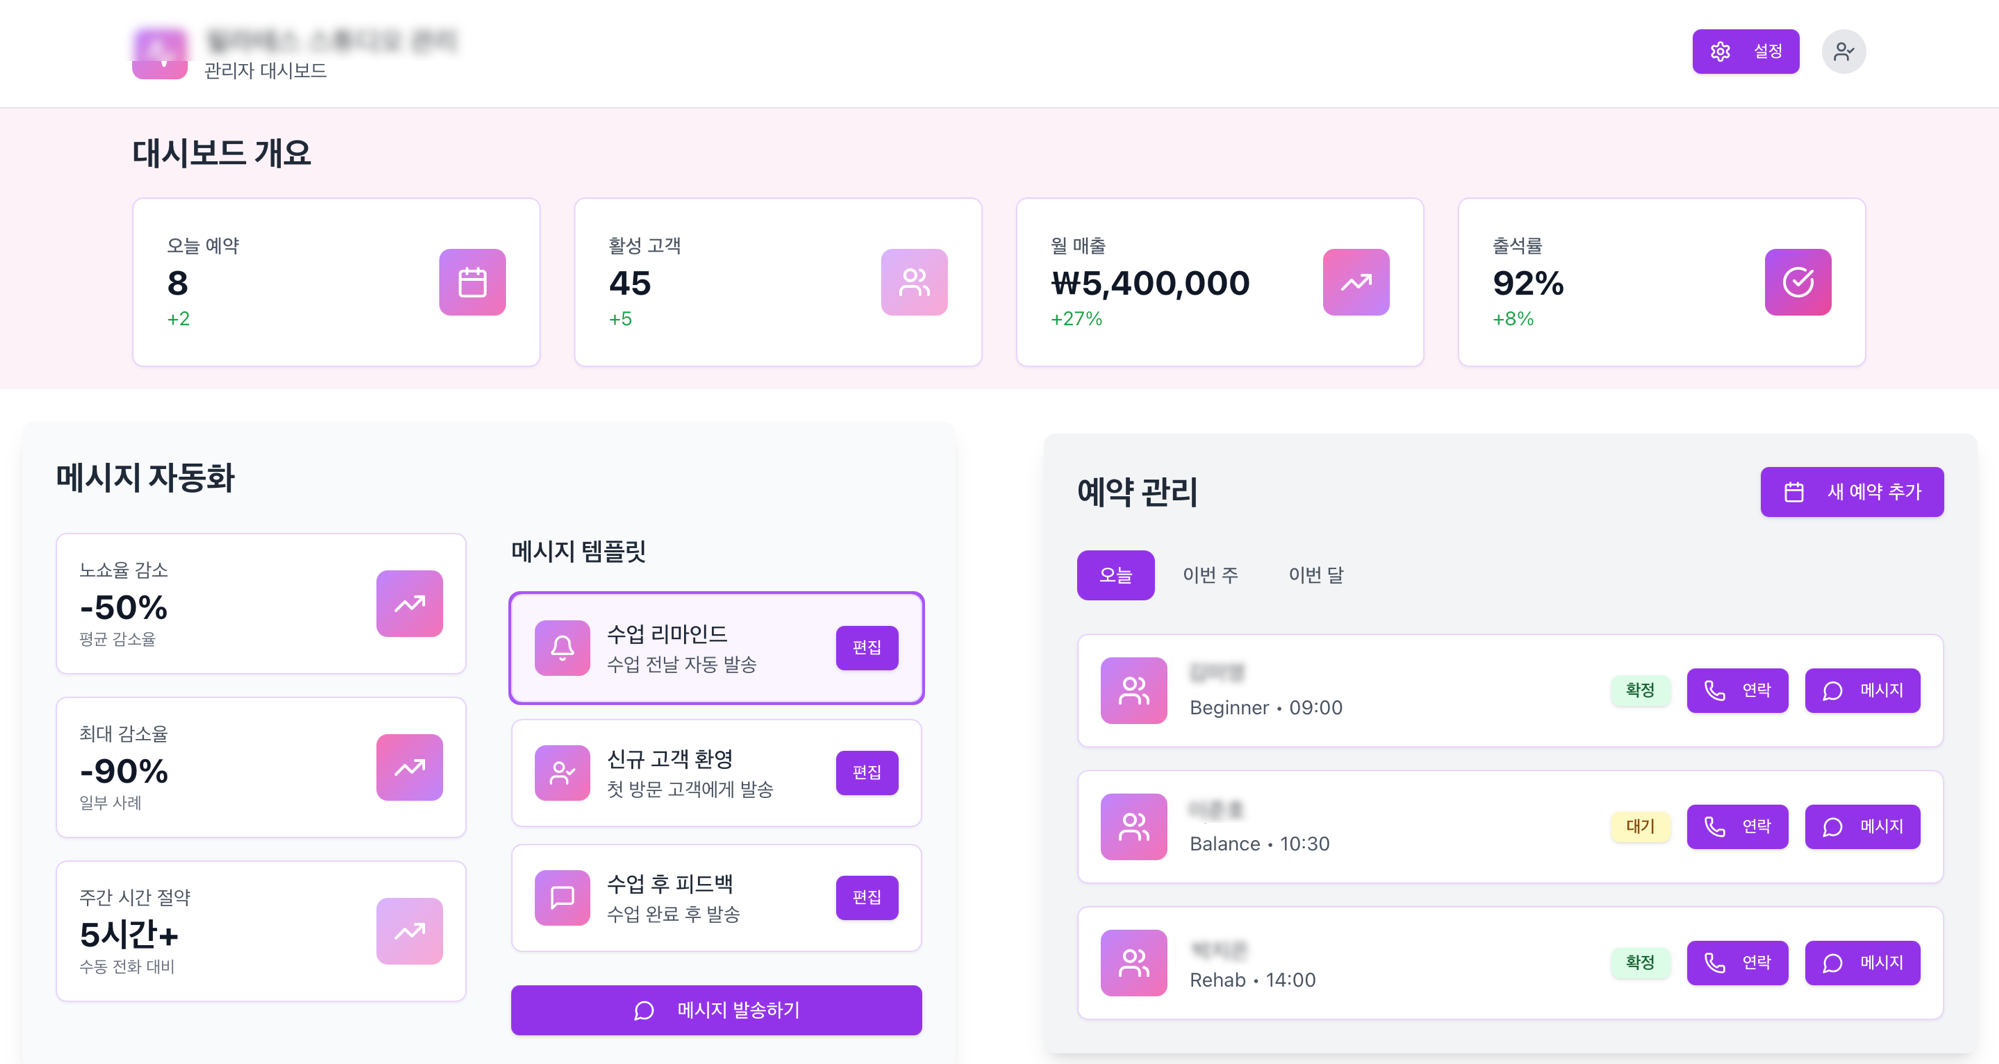 관리자 대시보드
설정
대시보드 개요
오늘 예약
8
+2
활성 고객
45
+5
월 매출
₩5,400,000
+27%
출석률
92%
+8%
메시지 자동화
노쇼율 감소
-50%
평균 감소율
최대 감소율
-90%
일부 사례
주간 시간 절약
5시간+
수동 전화 대비
메시지 템플릿
수업 리마인드
수업 전날 자동 발송
편집
신규 고객 환영
첫 방문 고객에게 발송
편집
수업 후 피드백
수업 완료 후 발송
편집
메시지 발송하기
예약 관리
새 예약 추가
오늘 이번 주 이번 달
Beginner • 09:00
확정 연락 메시지
Balance • 10:30
대기 연락 메시지
Rehab • 14:00
확정 연락 메시지